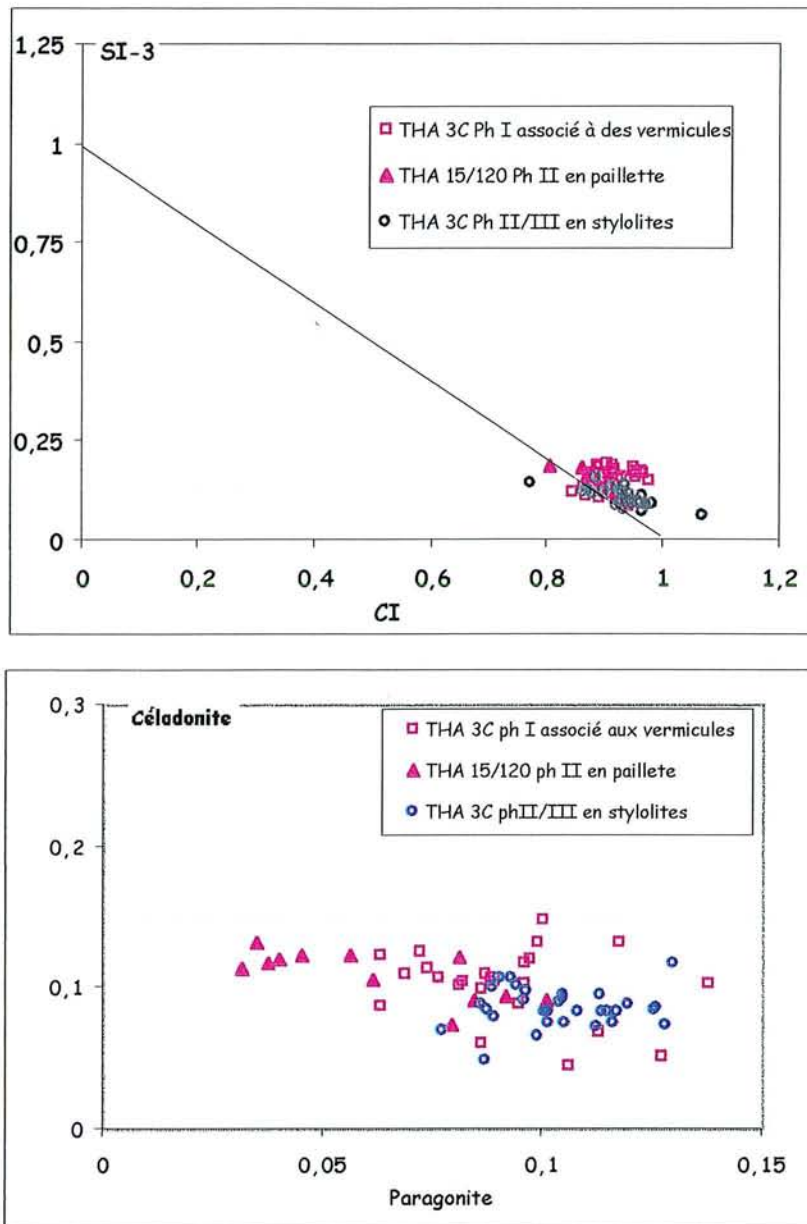 1,25
SI-3
THA 3C Ph I associé à des vermicules
THA 15/120 Ph II en paillette
THA 3C Ph II/III en stylolites
1
0,75
0,5
0,25
0
0
0,2
0,4
0,6
0,8
1
1,2
CI
0,3
Céladonite
THA 3C ph I associé aux vermicules
THA 15/120 ph II en paillete
THA 3C phII/III en stylolites
0,2
0,1
0
0
0,05
0,1
0,15
Paragonite